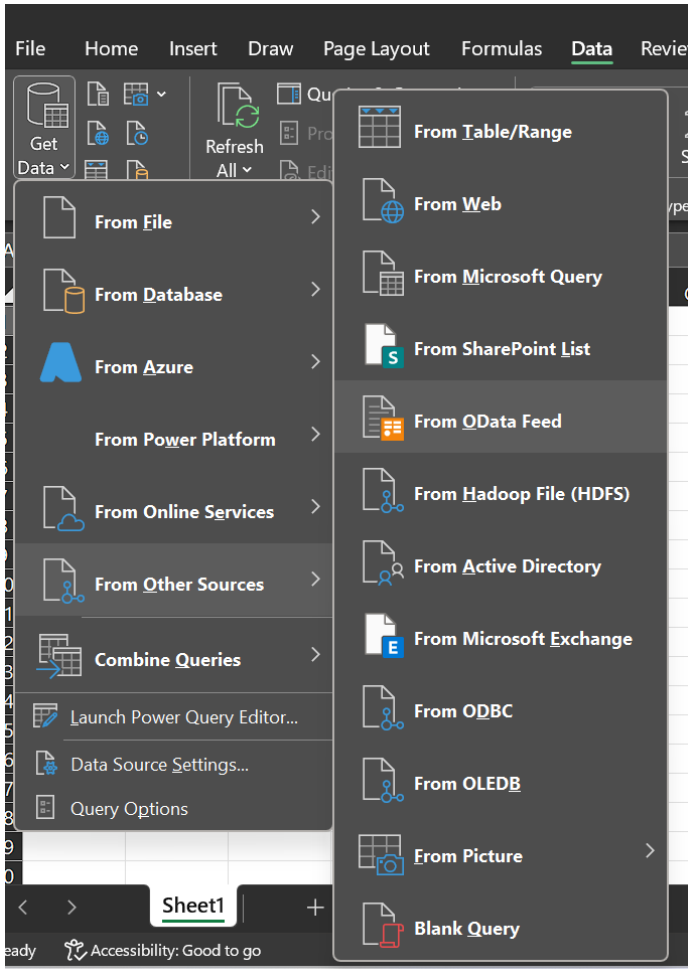 File Home Insert Draw Page Layout Formulas Data
Get
Data
Refresh
All
From File
From Database
From Azure
From Power Platform
From Online Services
From Other Sources
Combine Queries
Launch Power Query Editor...
Data Source Settings...
Query Options
From Table/Range
From Web
From Microsoft Query
From SharePoint List
From OData Feed
From Hadoop File (HDFS)
From Active Directory
From Microsoft Exchange
From ODBC
From OLEDB
From Picture
Blank Query
Sheet1
Accessibility: Good to go